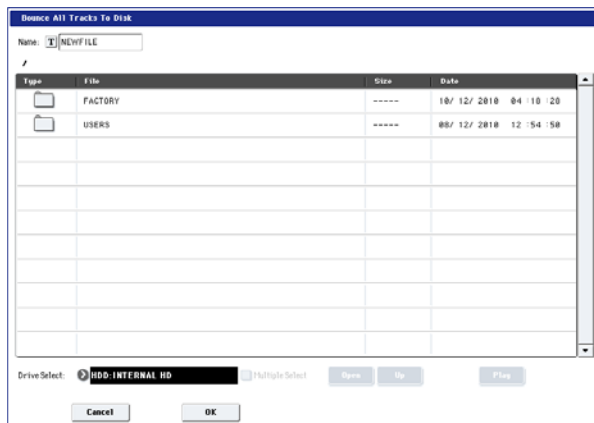 Bounce All Tracks To Disk
Name: T NEWFILE
/
Type File Size Date
FACTORY ----- 10/ 12/ 2010 04 :10 :20
USERS ----- 08/ 12/ 2010 12 :54 :50
Drive Select: HDD:INTERNAL HD Multiple Select Open Up Play
Cancel OK